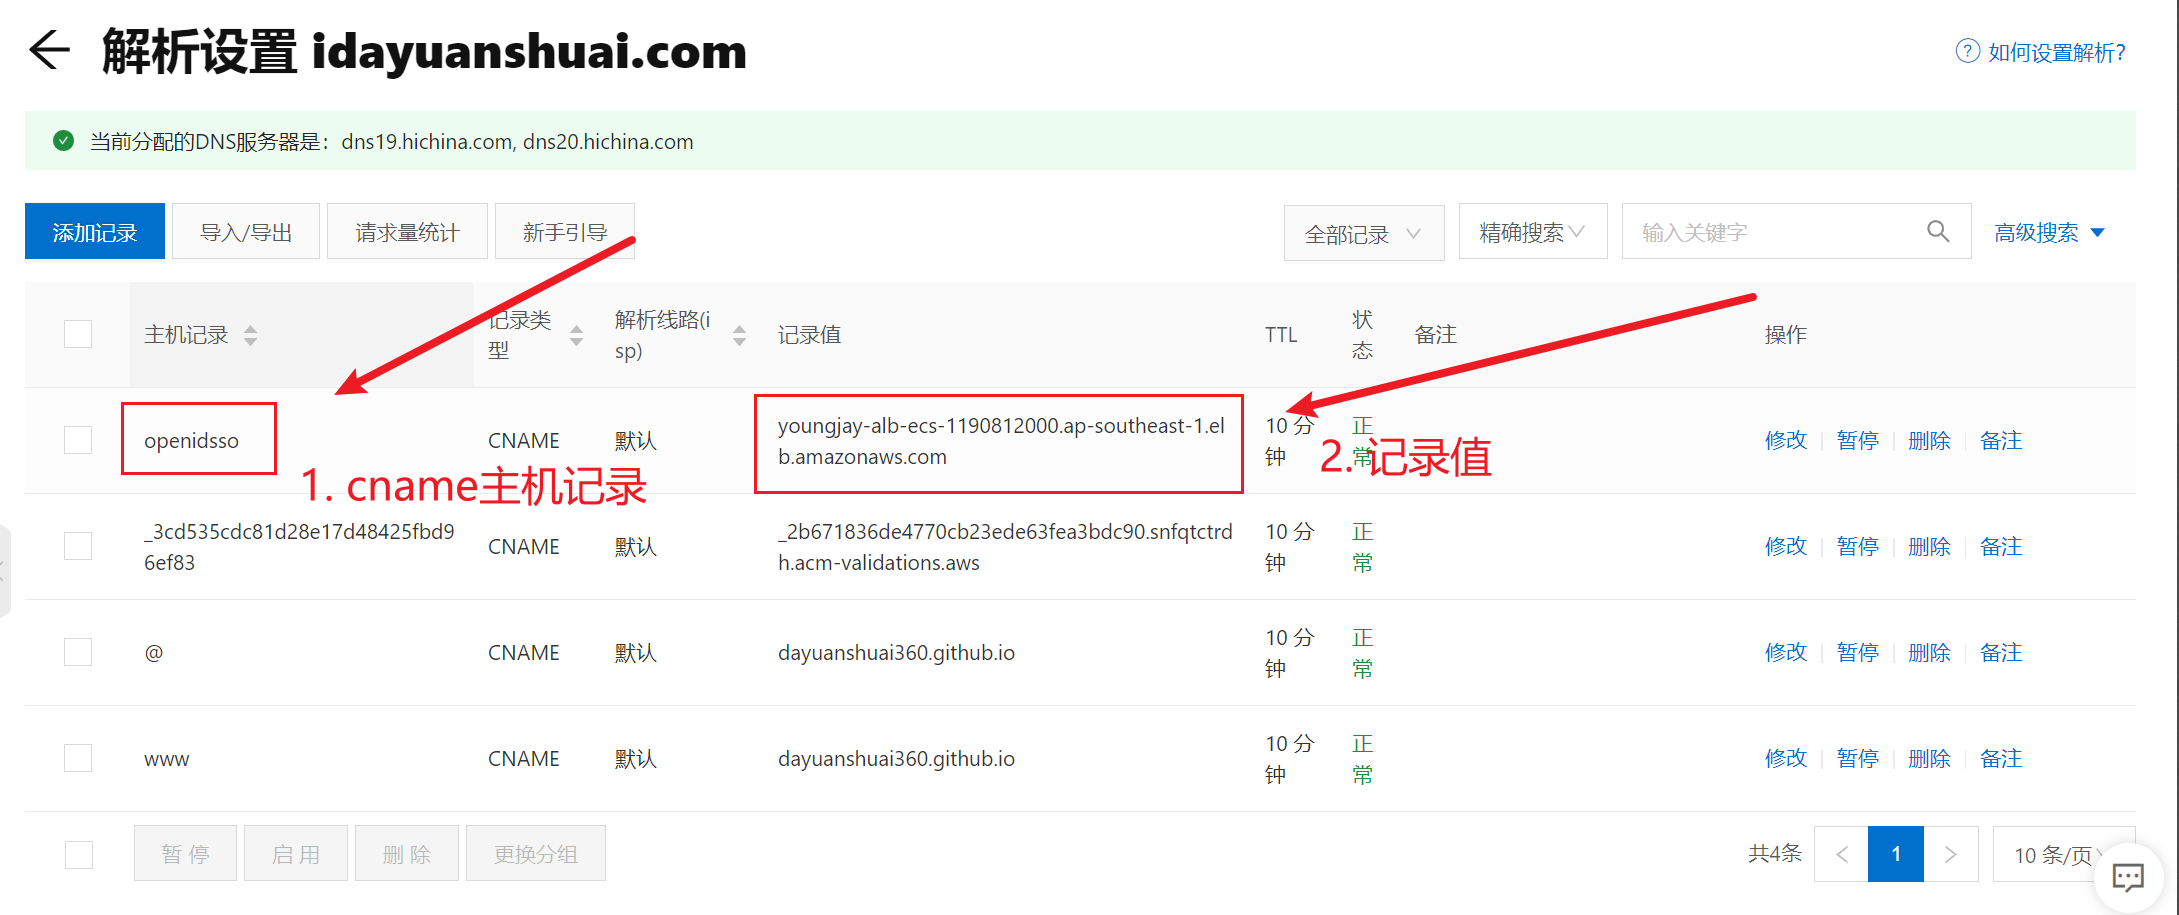 解析设置 idayuanshuai.com
如何设置解析?
当前分配的DNS服务器是：dns19.hichina.com, dns20.hichina.com
添加记录 导入/导出 请求量统计 新手引导 全部记录 精确搜索 输入关键字 高级搜索
主机记录 记录类型 解析线路(isp) 记录值 TTL 状态 备注 操作
openidsso CNAME 默认 youngjay-alb-ecs-1190812000.ap-southeast-1.elb.amazonaws.com 10 分钟 正常 修改 暂停 删除 备注
1. cname主机记录
2. 记录值
_3cd535cdc81d28e17d48425fbd96ef83 CNAME 默认 _2b671836de4770cb23ede63fea3bdc90.snfqtctrdh.acm-validations.aws 10 分钟 正常 修改 暂停 删除 备注
@ CNAME 默认 dayuanshuai360.github.io 10 分钟 正常 修改 暂停 删除 备注
www CNAME 默认 dayuanshuai360.github.io 10 分钟 正常 修改 暂停 删除 备注
暂 停 启 用 删 除 更换分组 共4条 1 10 条/页